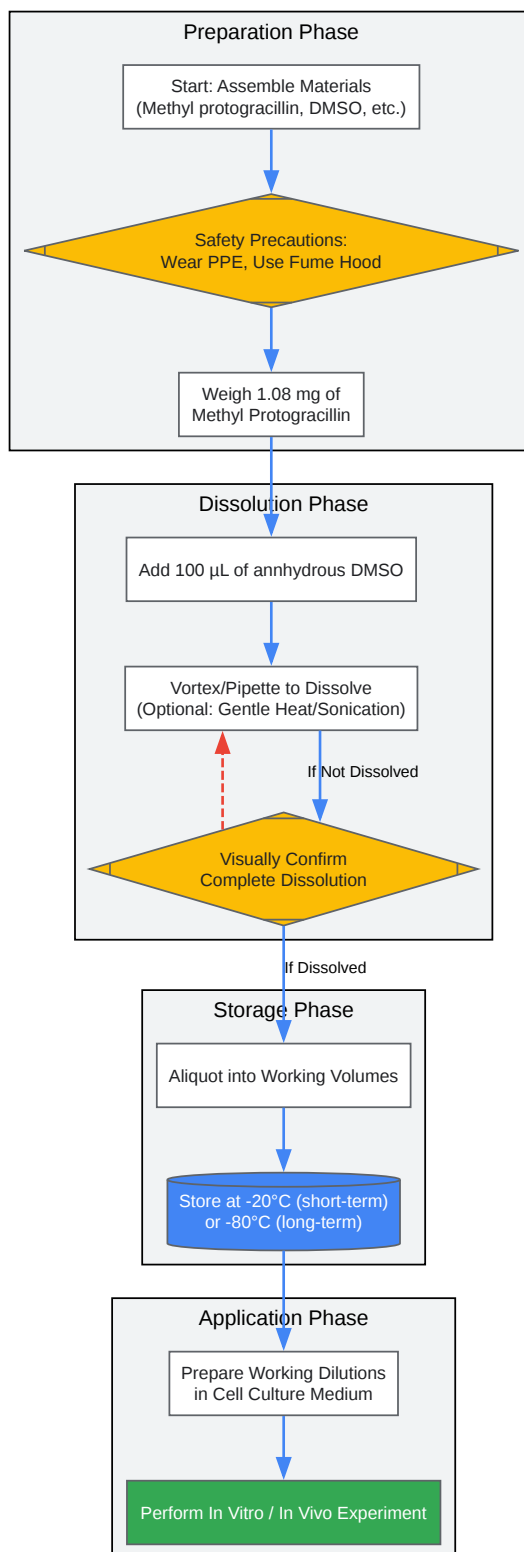 Preparation Phase
Start: Assemble Materials
(Methyl protogracillin, DMSO, etc.)
Safety Precautions:
Wear PPE, Use Fume Hood
Weigh 1.08 mg of
Methyl Protogracillin
Dissolution Phase
Add 100 µL of annhydrous DMSO
Vortex/Pipette to Dissolve
(Optional: Gentle Heat/Sonication)
If Not Dissolved
Visually Confirm
Complete Dissolution
If Dissolved
Storage Phase
Aliquot into Working Volumes
Store at -20°C (short-term)
or -80°C (long-term)
Application Phase
Prepare Working Dilutions
in Cell Culture Medium
Perform In Vitro / In Vivo Experiment